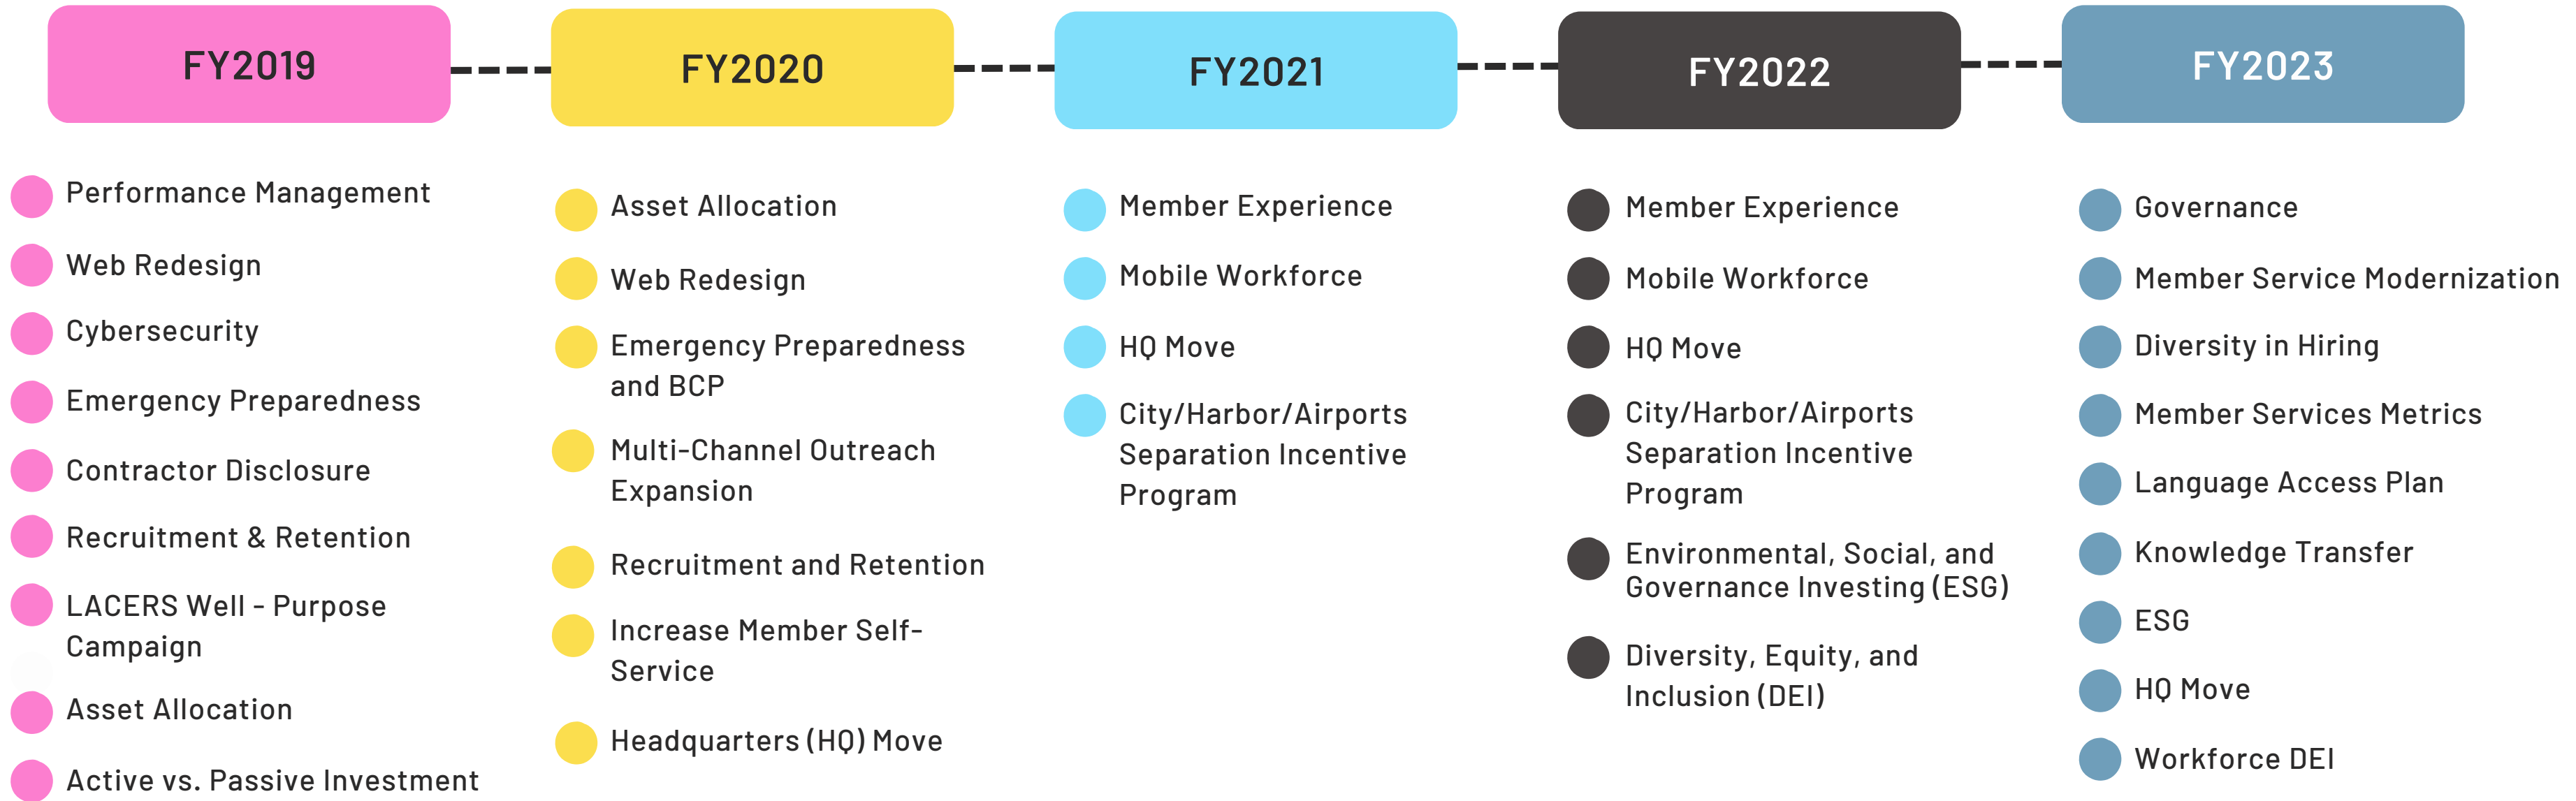 FY2019
Performance Management
Web Redesign
Cybersecurity
Emergency Preparedness
Contractor Disclosure
Recruitment & Retention
LACERS Well - Purpose
Campaign
Asset Allocation
Active vs. Passive Investment
FY2020
Asset Allocation
Web Redesign
Emergency Preparedness
and BCP
Multi-Channel Outreach
Expansion
Recruitment and Retention
Increase Member Self-
Service
Headquarters (HQ) Move
FY2021
Member Experience
Mobile Workforce
HQ Move
City/Harbor/Airports
Separation Incentive
Program
FY2022
Member Experience
Mobile Workforce
HQ Move
City/Harbor/Airports
Separation Incentive
Program
Environmental, Social, and
Governance Investing (ESG)
Diversity, Equity, and
Inclusion (DEI)
FY2023
Governance
Member Service Modernization
Diversity in Hiring
Member Services Metrics
Language Access Plan
Knowledge Transfer
ESG
HQ Move
Workforce DEI